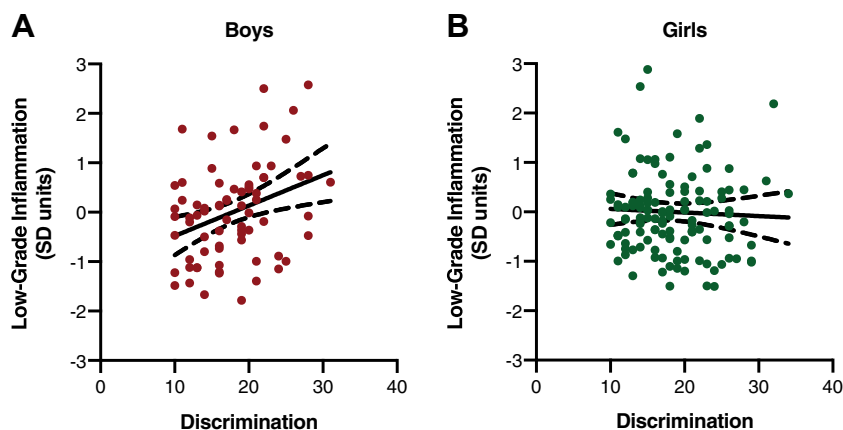 A
Boys
Low-Grade Inflammation
(SD units)
3
2
1
0
-1
-2
-3
0
10
20
30
40
Discrimination
B
Girls
Low-Grade Inflammation
(SD units)
3
2
1
0
-1
-2
-3
0
10
20
30
40
Discrimination